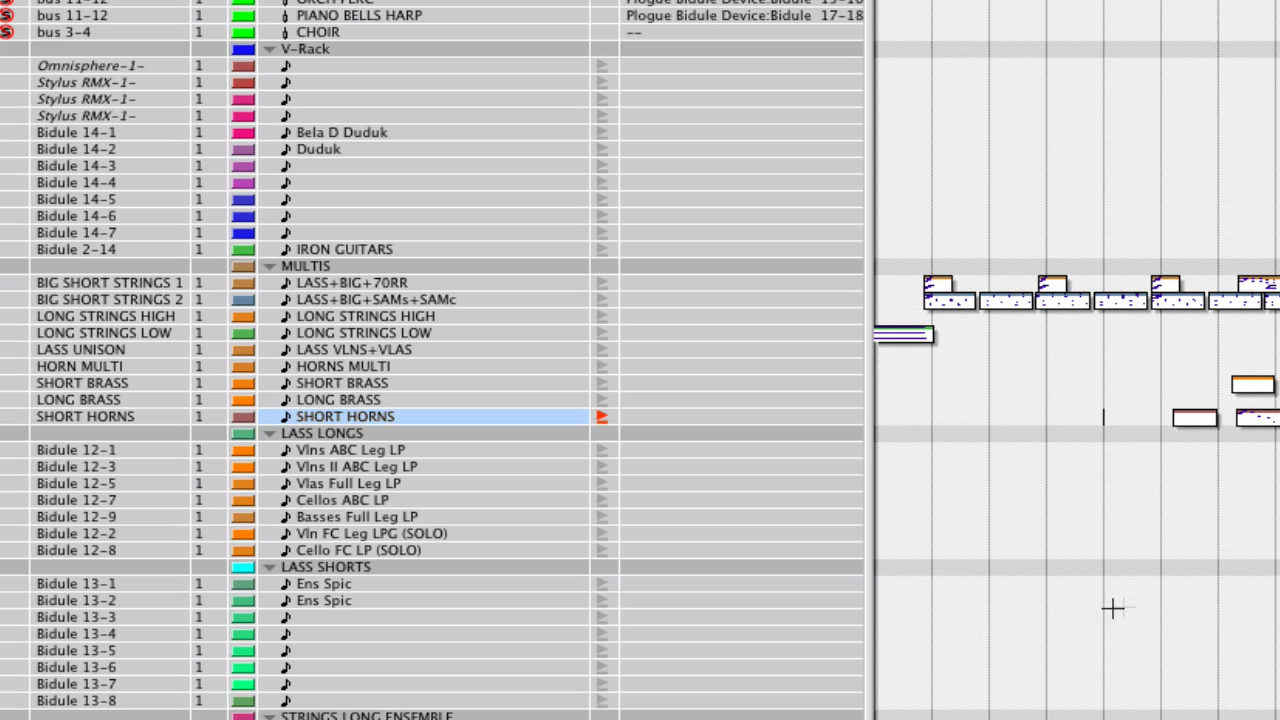 bus 11-12 1 ORCH PERC Plogue Bidule Device:Bidule 15-16
bus 11-12 1 PIANO BELLS HARP Plogue Bidule Device:Bidule 17-18
S bus 3-4 1 CHOIR --
V-Rack
Omnisphere-1- 1
Stylus RMX-1- 1
Stylus RMX-1- 1
Stylus RMX-1- 1
Bidule 14-1 1 Bela D Duduk
Bidule 14-2 1 Duduk
Bidule 14-3 1
Bidule 14-4 1
Bidule 14-5 1
Bidule 14-6 1
Bidule 14-7 1
Bidule 2-14 1 IRON GUITARS
MULTIS
BIG SHORT STRINGS 1 1 LASS+BIG+70RR
BIG SHORT STRINGS 2 1 LASS+BIG+SAMs+SAMc
LONG STRINGS HIGH 1 LONG STRINGS HIGH
LONG STRINGS LOW 1 LONG STRINGS LOW
LASS UNISON 1 LASS VLNS+VLAS
HORN MULTI 1 HORNS MULTI
SHORT BRASS 1 SHORT BRASS
LONG BRASS 1 LONG BRASS
SHORT HORNS 1 SHORT HORNS
LASS LONGS
Bidule 12-1 1 Vlns ABC Leg LP
Bidule 12-3 1 Vlns II ABC Leg LP
Bidule 12-5 1 Vlas Full Leg LP
Bidule 12-7 1 Cellos ABC LP
Bidule 12-9 1 Basses Full Leg LP
Bidule 12-2 1 Vln FC Leg LPG (SOLO)
Bidule 12-8 1 Cello FC LP (SOLO)
LASS SHORTS
Bidule 13-1 1 Ens Spic
Bidule 13-2 1 Ens Spic
Bidule 13-3 1
Bidule 13-4 1
Bidule 13-5 1
Bidule 13-6 1
Bidule 13-7 1
Bidule 13-8 1
STRINGS LONG ENSEMBLE